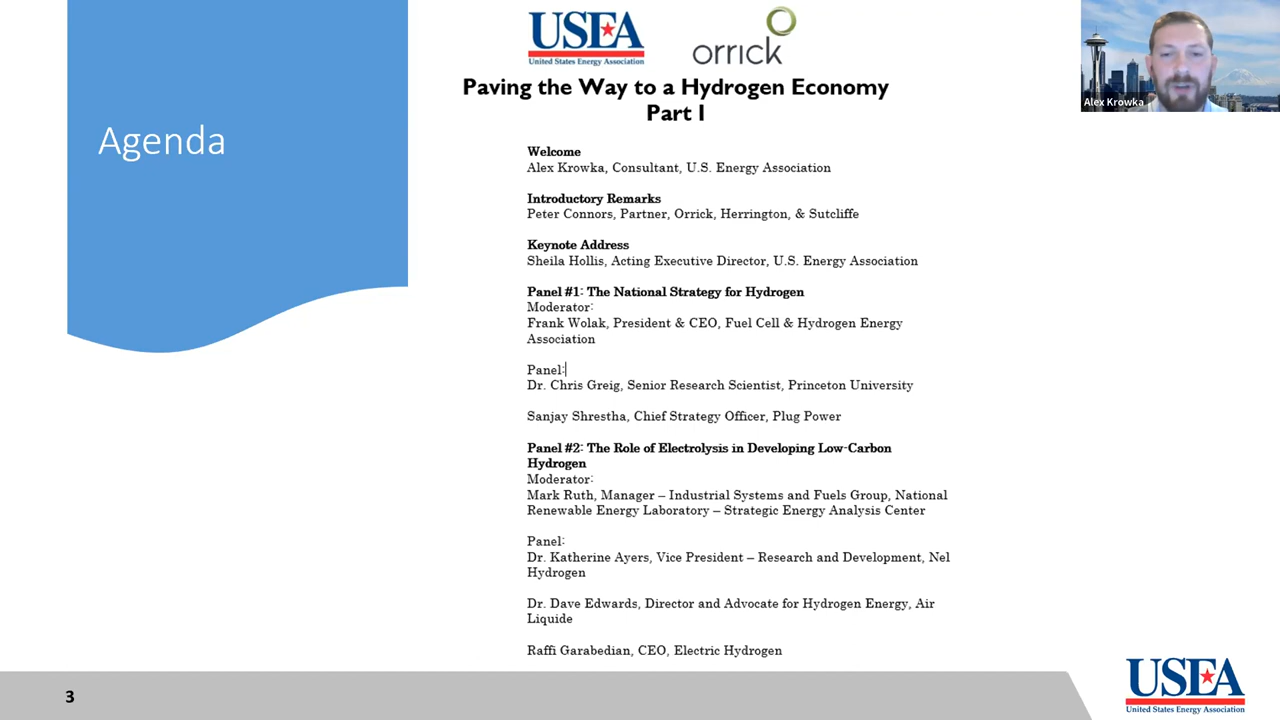 Agenda
USEA
United States Energy Association
orrick
Paving the Way to a Hydrogen Economy
Part I
Alex Krowka
Welcome
Alex Krowka, Consultant, U.S. Energy Association
Introductory Remarks
Peter Connors, Partner, Orrick, Herrington, & Sutcliffe
Keynote Address
Sheila Hollis, Acting Executive Director, U.S. Energy Association
Panel #1: The National Strategy for Hydrogen
Moderator:
Frank Wolak, President & CEO, Fuel Cell & Hydrogen Energy
Association
Panel:
Dr. Chris Greig, Senior Research Scientist, Princeton University
Sanjay Shrestha, Chief Strategy Officer, Plug Power
Panel #2: The Role of Electrolysis in Developing Low-Carbon
Hydrogen
Moderator:
Mark Ruth, Manager – Industrial Systems and Fuels Group, National
Renewable Energy Laboratory – Strategic Energy Analysis Center
Panel:
Dr. Katherine Ayers, Vice President – Research and Development, Nel
Hydrogen
Dr. Dave Edwards, Director and Advocate for Hydrogen Energy, Air
Liquide
Raffi Garabedian, CEO, Electric Hydrogen
3
USEA
United States Energy Association